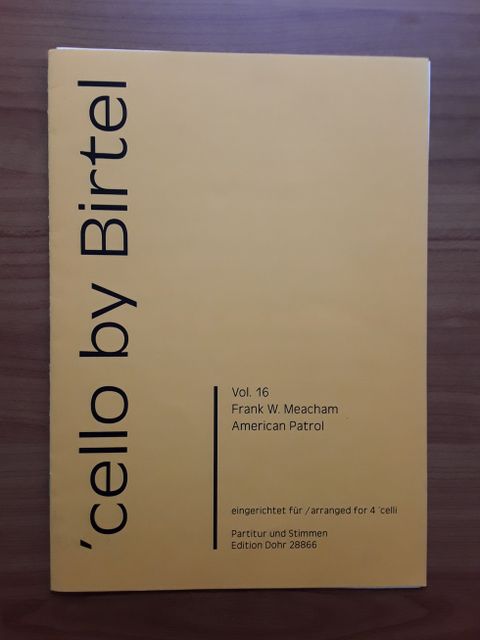 'cello by Birtel
Vol. 16
Frank W. Meacham
American Patrol
eingerichtet für / arranged for 4 'celli
Partitur und Stimmen
Edition Dohr 28866